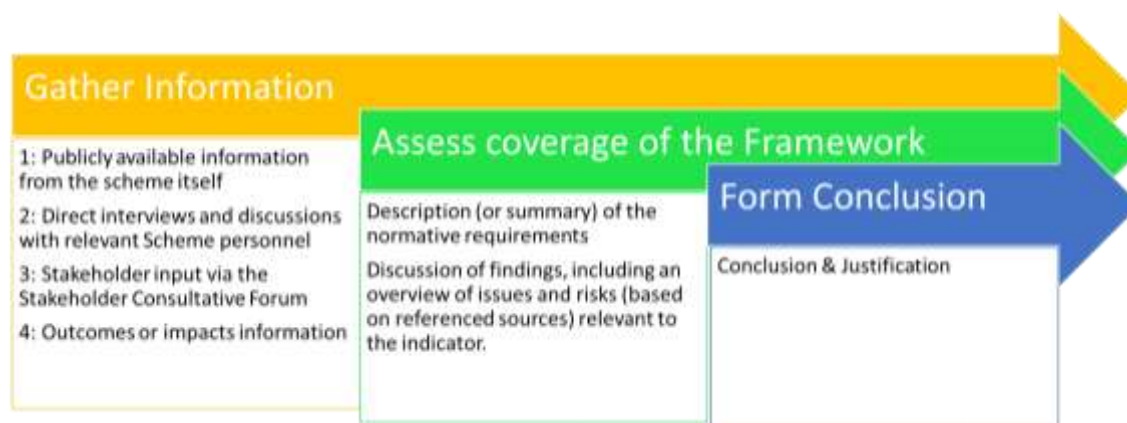 Gather Information
1: Publicly available information
from the scheme itself
2: Direct interviews and discussions
with relevant Scheme personnel
3: Stakeholder input via the
Stakeholder Consultative Forum
4: Outcomes or impacts information
Assess coverage of the Framework
Description (or summary) of the
normative requirements
Discussion of findings, including an
overview of issues and risks (based
on referenced sources) relevant to
the indicator.
Form Conclusion
Conclusion & Justification